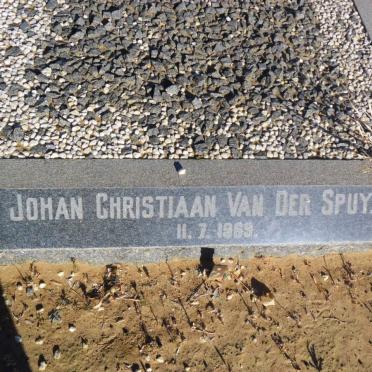 JOHAN CHRISTIAAN VAN DER SPUY.
11. 7. 1969.